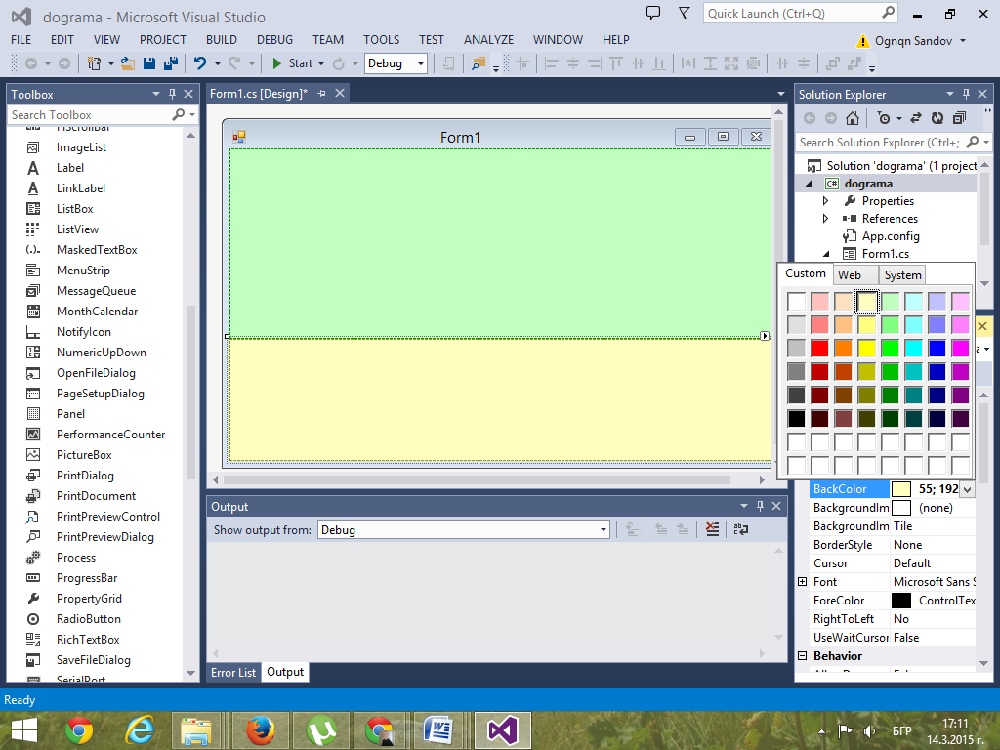 dograma - Microsoft Visual Studio
Quick Launch (Ctrl+Q)
FILE EDIT VIEW PROJECT BUILD DEBUG TEAM TOOLS TEST ANALYZE WINDOW HELP
Ognqn Sandov
Start
Debug
Toolbox
Search Toolbox
HScrollBar
ImageList
Label
LinkLabel
ListBox
ListView
MaskedTextBox
MenuStrip
MessageQueue
MonthCalendar
NotifyIcon
NumericUpDown
OpenFileDialog
PageSetupDialog
Panel
PerformanceCounter
PictureBox
PrintDialog
PrintDocument
PrintPreviewControl
PrintPreviewDialog
Process
ProgressBar
PropertyGrid
RadioButton
RichTextBox
SaveFileDialog
SerialPort
Form1.cs [Design]*
Form1
Output
Show output from: Debug
Error List Output
Solution Explorer
Search Solution Explorer (Ctrl+;
Solution 'dograma' (1 project
C# dograma
Properties
References
App.config
Form1.cs
Custom Web System
BackColor 55; 192
BackgroundIm (none)
BackgroundIm Tile
BorderStyle None
Cursor Default
Font Microsoft Sans S
ForeColor ControlTex
RightToLeft No
UseWaitCursor False
Behavior
Ready
БГР
17:11
14.3.2015 г.